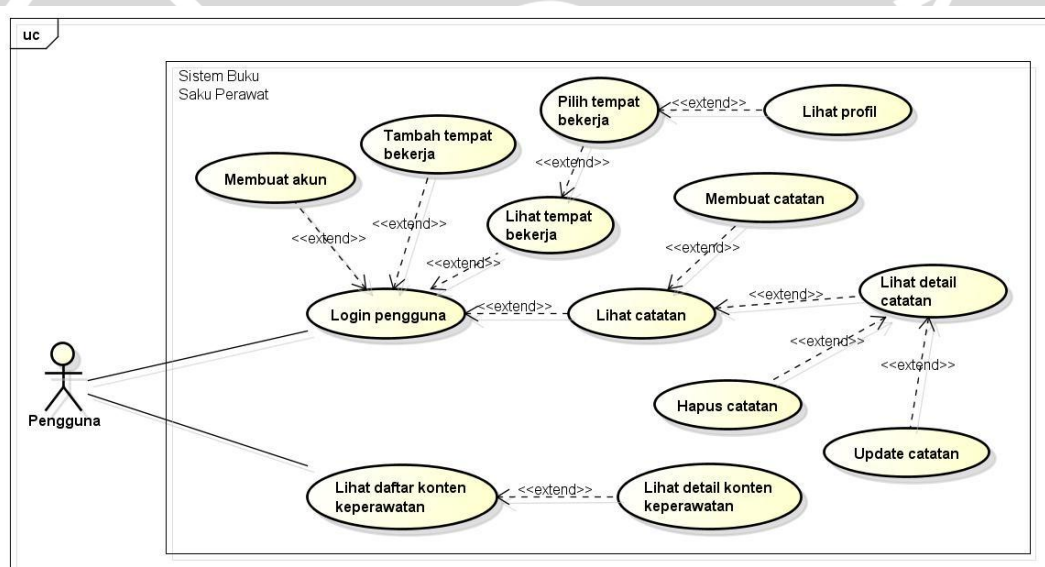 uc
Sistem Buku
Saku Perawat
Pilih tempat
bekerja
<<extend>>
Lihat profil
Tambah tempat
bekerja
<<extend>>
Membuat akun
Membuat catatan
Lihat tempat
bekerja
<<extend>>
<<extend>>
<<extend>>
<<extend>>
Lihat detail
catatan
<<extend>>
Login pengguna
<<extend>>
Lihat catatan
<<extend>>
<<extend>>
Pengguna
Hapus catatan
Update catatan
Lihat daftar konten
keperawatan
<<extend>>
Lihat detail konten
keperawatan